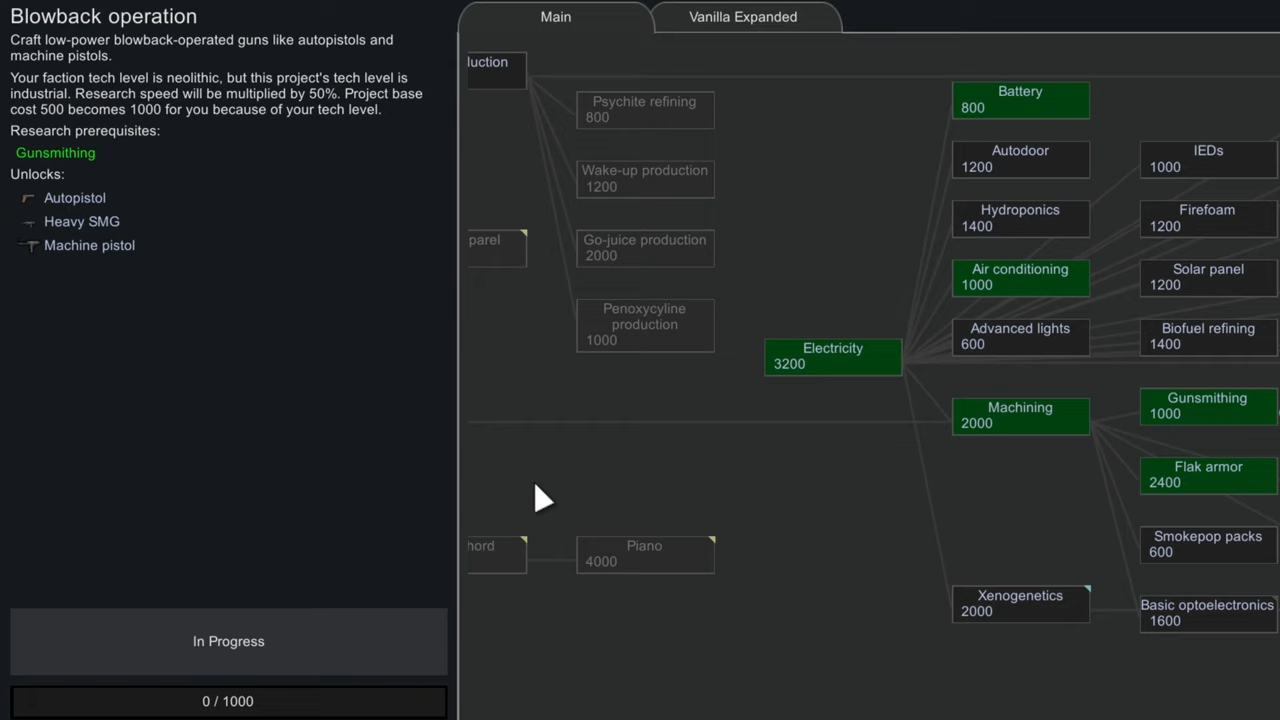 Blowback operation
Craft low-power blowback-operated guns like autopistols and
machine pistols.
Your faction tech level is neolithic, but this project's tech level is
industrial. Research speed will be multiplied by 50%. Project base
cost 500 becomes 1000 for you because of your tech level.
Research prerequisites:
Gunsmithing
Unlocks:
Autopistol
Heavy SMG
Machine pistol
In Progress
0 / 1000
Main
Vanilla Expanded
luction
Psychite refining
800
Wake-up production
1200
parel
Go-juice production
2000
Penoxycyline
production
1000
hord
Piano
4000
Electricity
3200
Battery
800
Autodoor
1200
Hydroponics
1400
Air conditioning
1000
Advanced lights
600
Machining
2000
Xenogenetics
2000
IEDs
1000
Firefoam
1200
Solar panel
1200
Biofuel refining
1400
Gunsmithing
1000
Flak armor
2400
Smokepop packs
600
Basic optoelectronics
1600